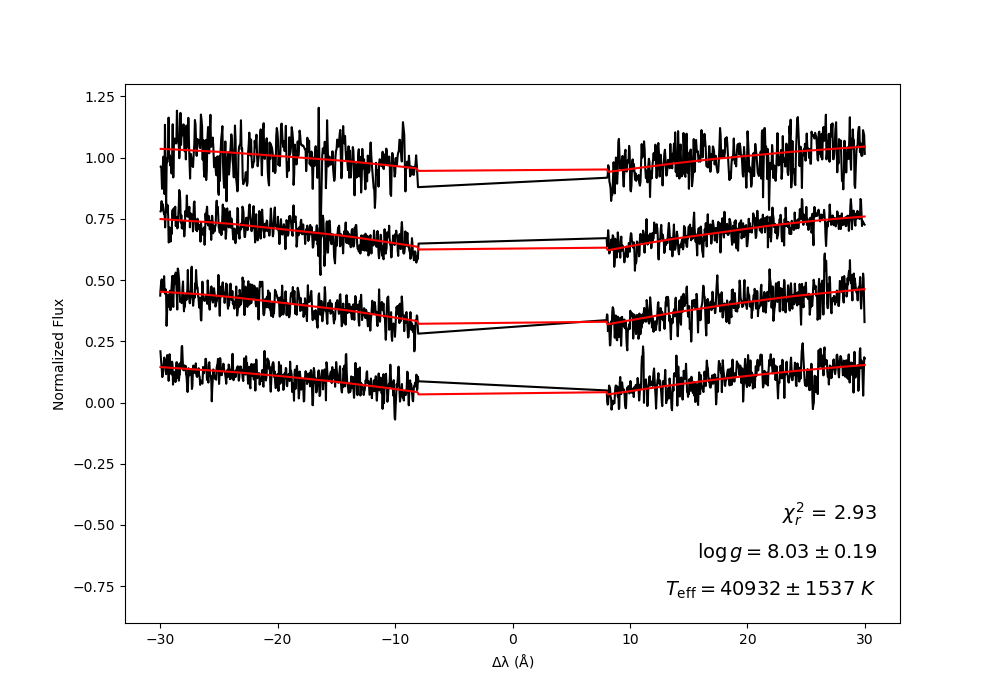 1.25
1.00
0.75
0.50
0.25
0.00
−0.25
−0.50
−0.75
Normalized Flux
χ²ᵣ = 2.93
log g = 8.03 ± 0.19
T_eff = 40932 ± 1537 K
−30 −20 −10 0 10 20 30
Δλ (Å)